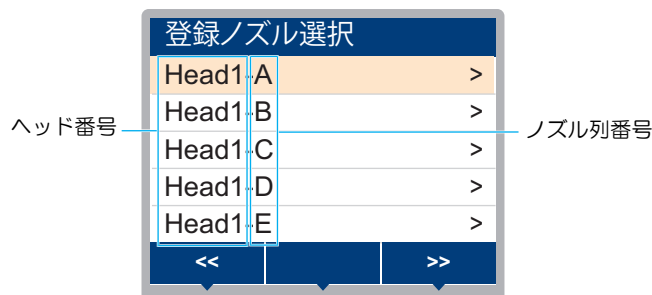 登録ノズル選択
Head1-A >
Head1-B >
Head1-C >
Head1-D >
Head1-E >
<< >>
ヘッド番号
ノズル列番号